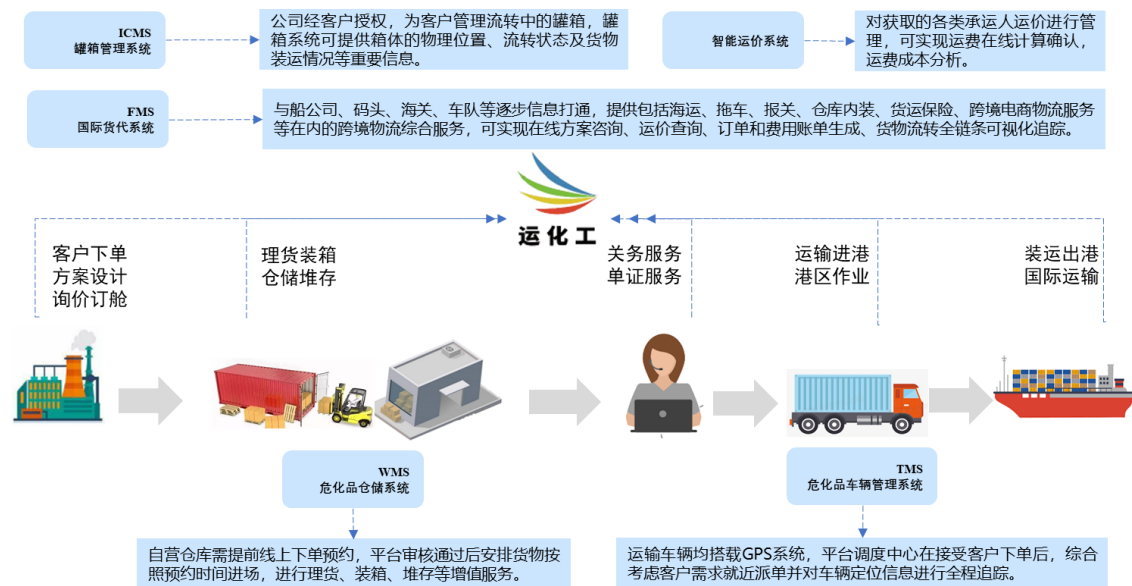 ICMS
罐箱管理系统
公司经客户授权，为客户管理流转中的罐箱，罐
箱系统可提供箱体的物理位置、流转状态及货物
装运情况等重要信息。
智能运价系统
对获取的各类承运人运价进行管
理，可实现运费在线计算确认，
运费成本分析。
FMS
国际货代系统
与船公司、码头、海关、车队等逐步信息打通，提供包括海运、拖车、报关、仓库内装、货运保险、跨境电商物流服务
等在内的跨境物流综合服务，可实现在线方案咨询、运价查询、订单和费用账单生成、货物流转全链条可视化追踪。
运化工
客户下单
方案设计
询价订舱
理货装箱
仓储堆存
关务服务
单证服务
运输进港
港区作业
装运出港
国际运输
WMS
危化品仓储系统
自营仓库需提前线上下单预约，平台审核通过后安排货物按
照预约时间进场，进行理货、装箱、堆存等增值服务。
TMS
危化品车辆管理系统
运输车辆均搭载GPS系统，平台调度中心在接受客户下单后，综合
考虑客户需求就近派单并对车辆定位信息进行全程追踪。